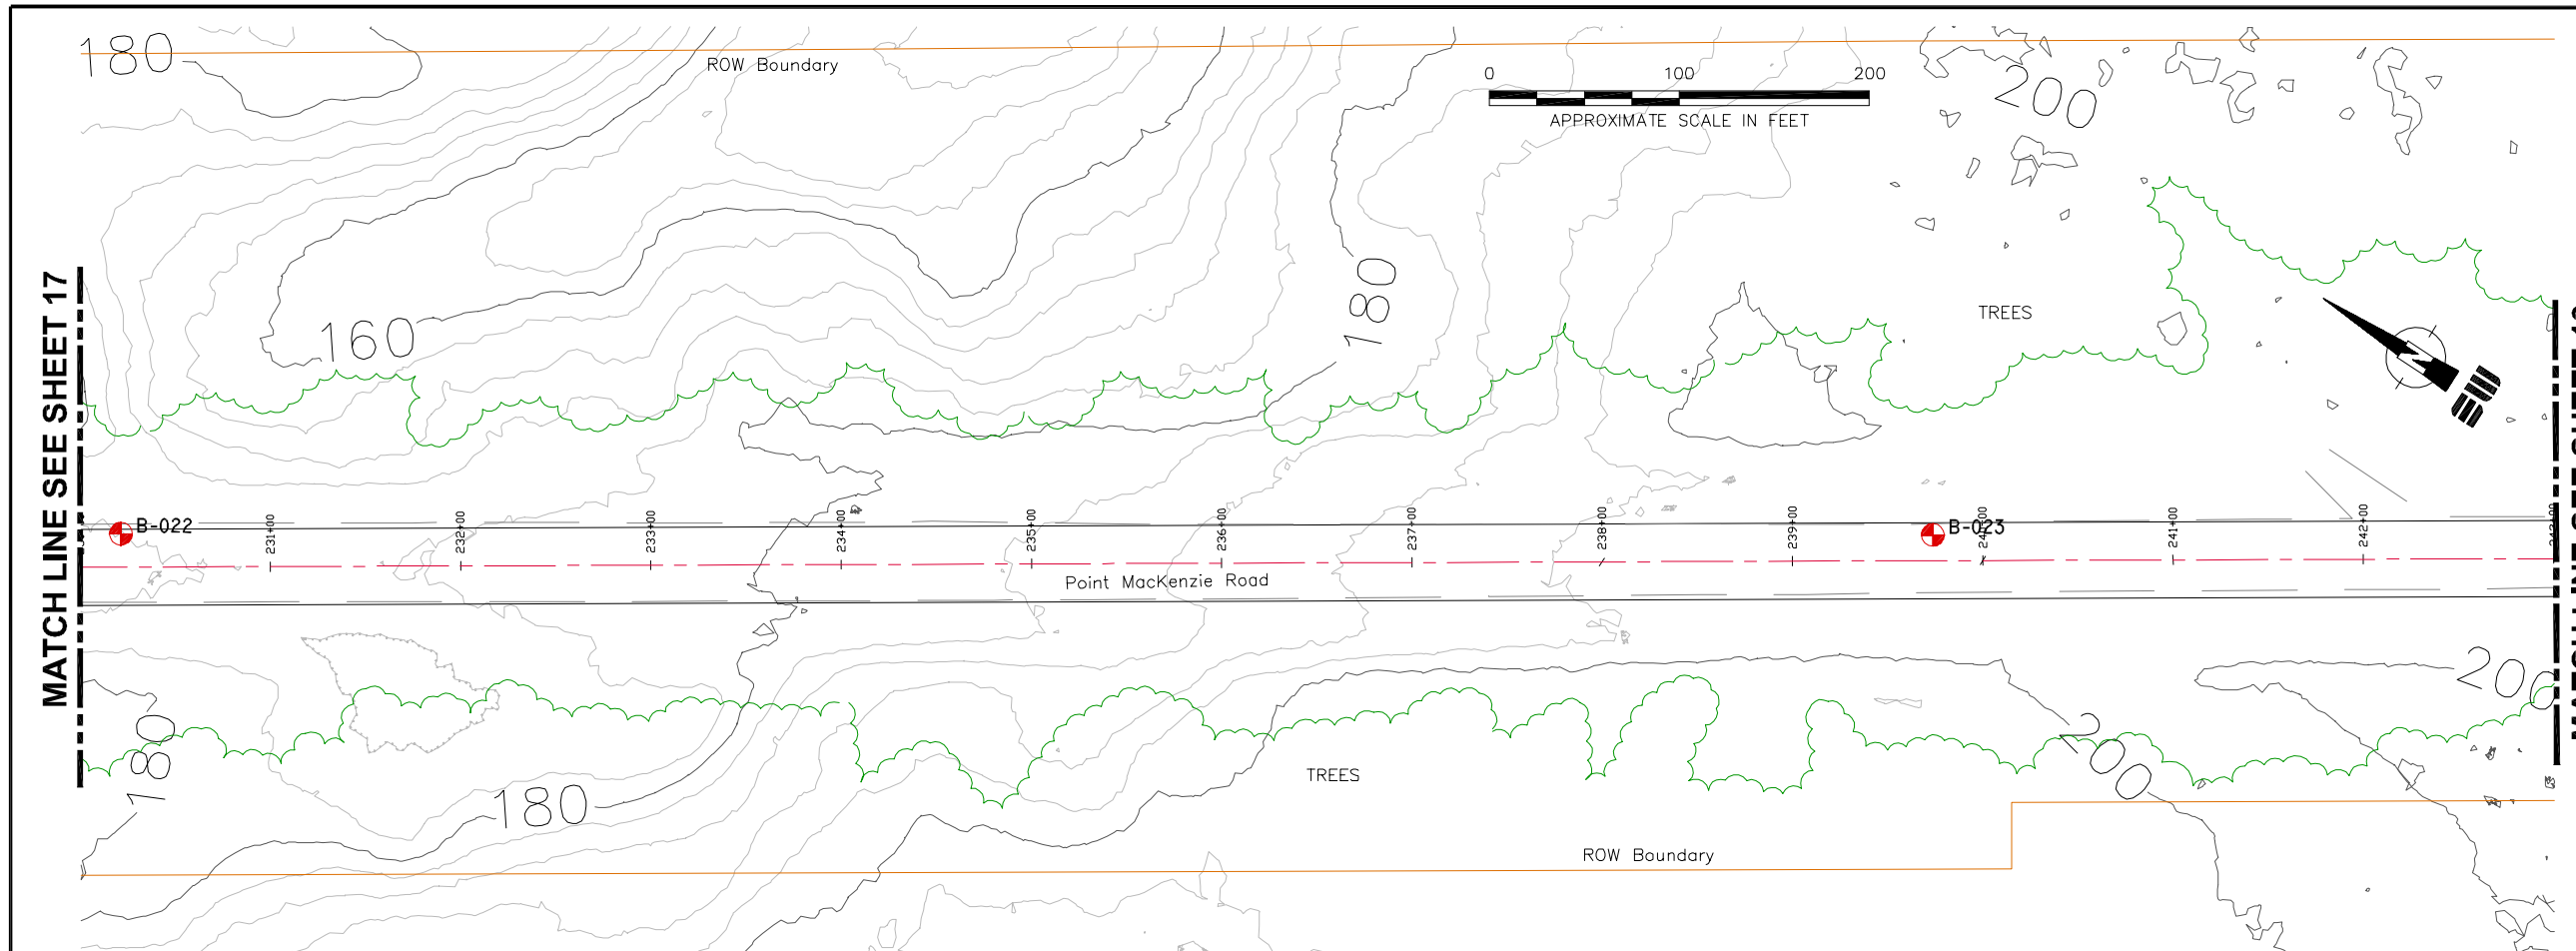 180
ROW Boundary
0 100 200
APPROXIMATE SCALE IN FEET
200
180
160
TREES
MATCH LINE SEE SHEET 17
B-022
231+00 232+00 233+00 234+00 235+00 236+00 237+00 238+00 239+00 240+00 241+00 242+00
B-023
Point MacKenzie Road
N
180
180
TREES
200
200
ROW Boundary